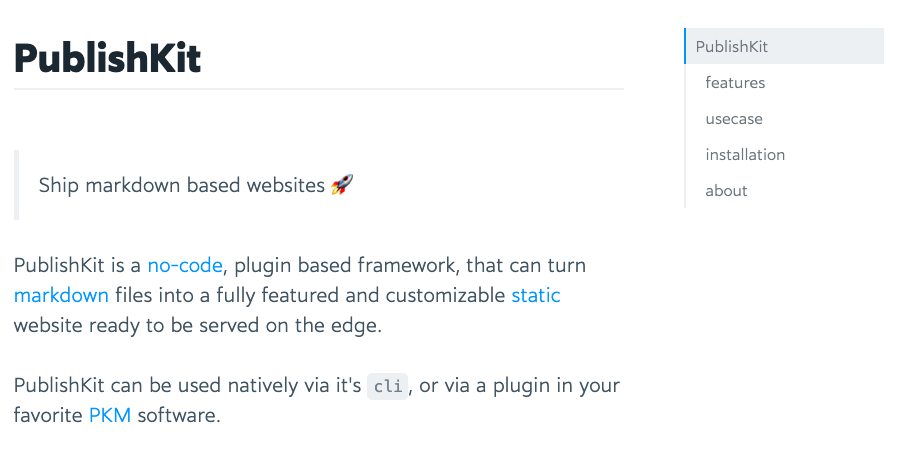 PublishKit
Ship markdown based websites 🚀
PublishKit is a no-code, plugin based framework, that can turn
markdown files into a fully featured and customizable static
website ready to be served on the edge.
PublishKit can be used natively via it's cli, or via a plugin in your
favorite PKM software.
PublishKit
features
usecase
installation
about